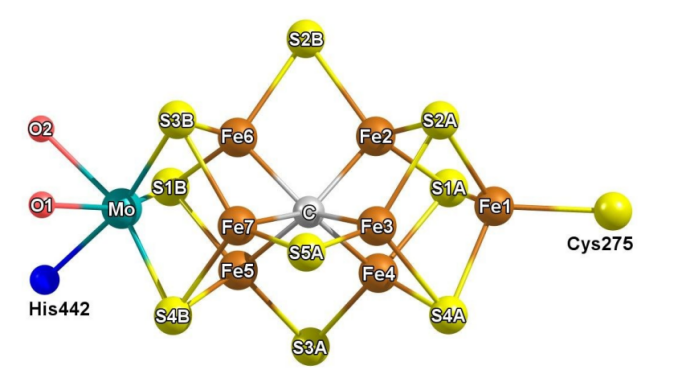 S2B
O2
S3B
Fe6
Fe2
S2A
O1
Mo
S1B
C
S1A
Fe1
Fe7
Fe3
Cys275
S5A
Fe5
Fe4
His442
S4B
S4A
S3A